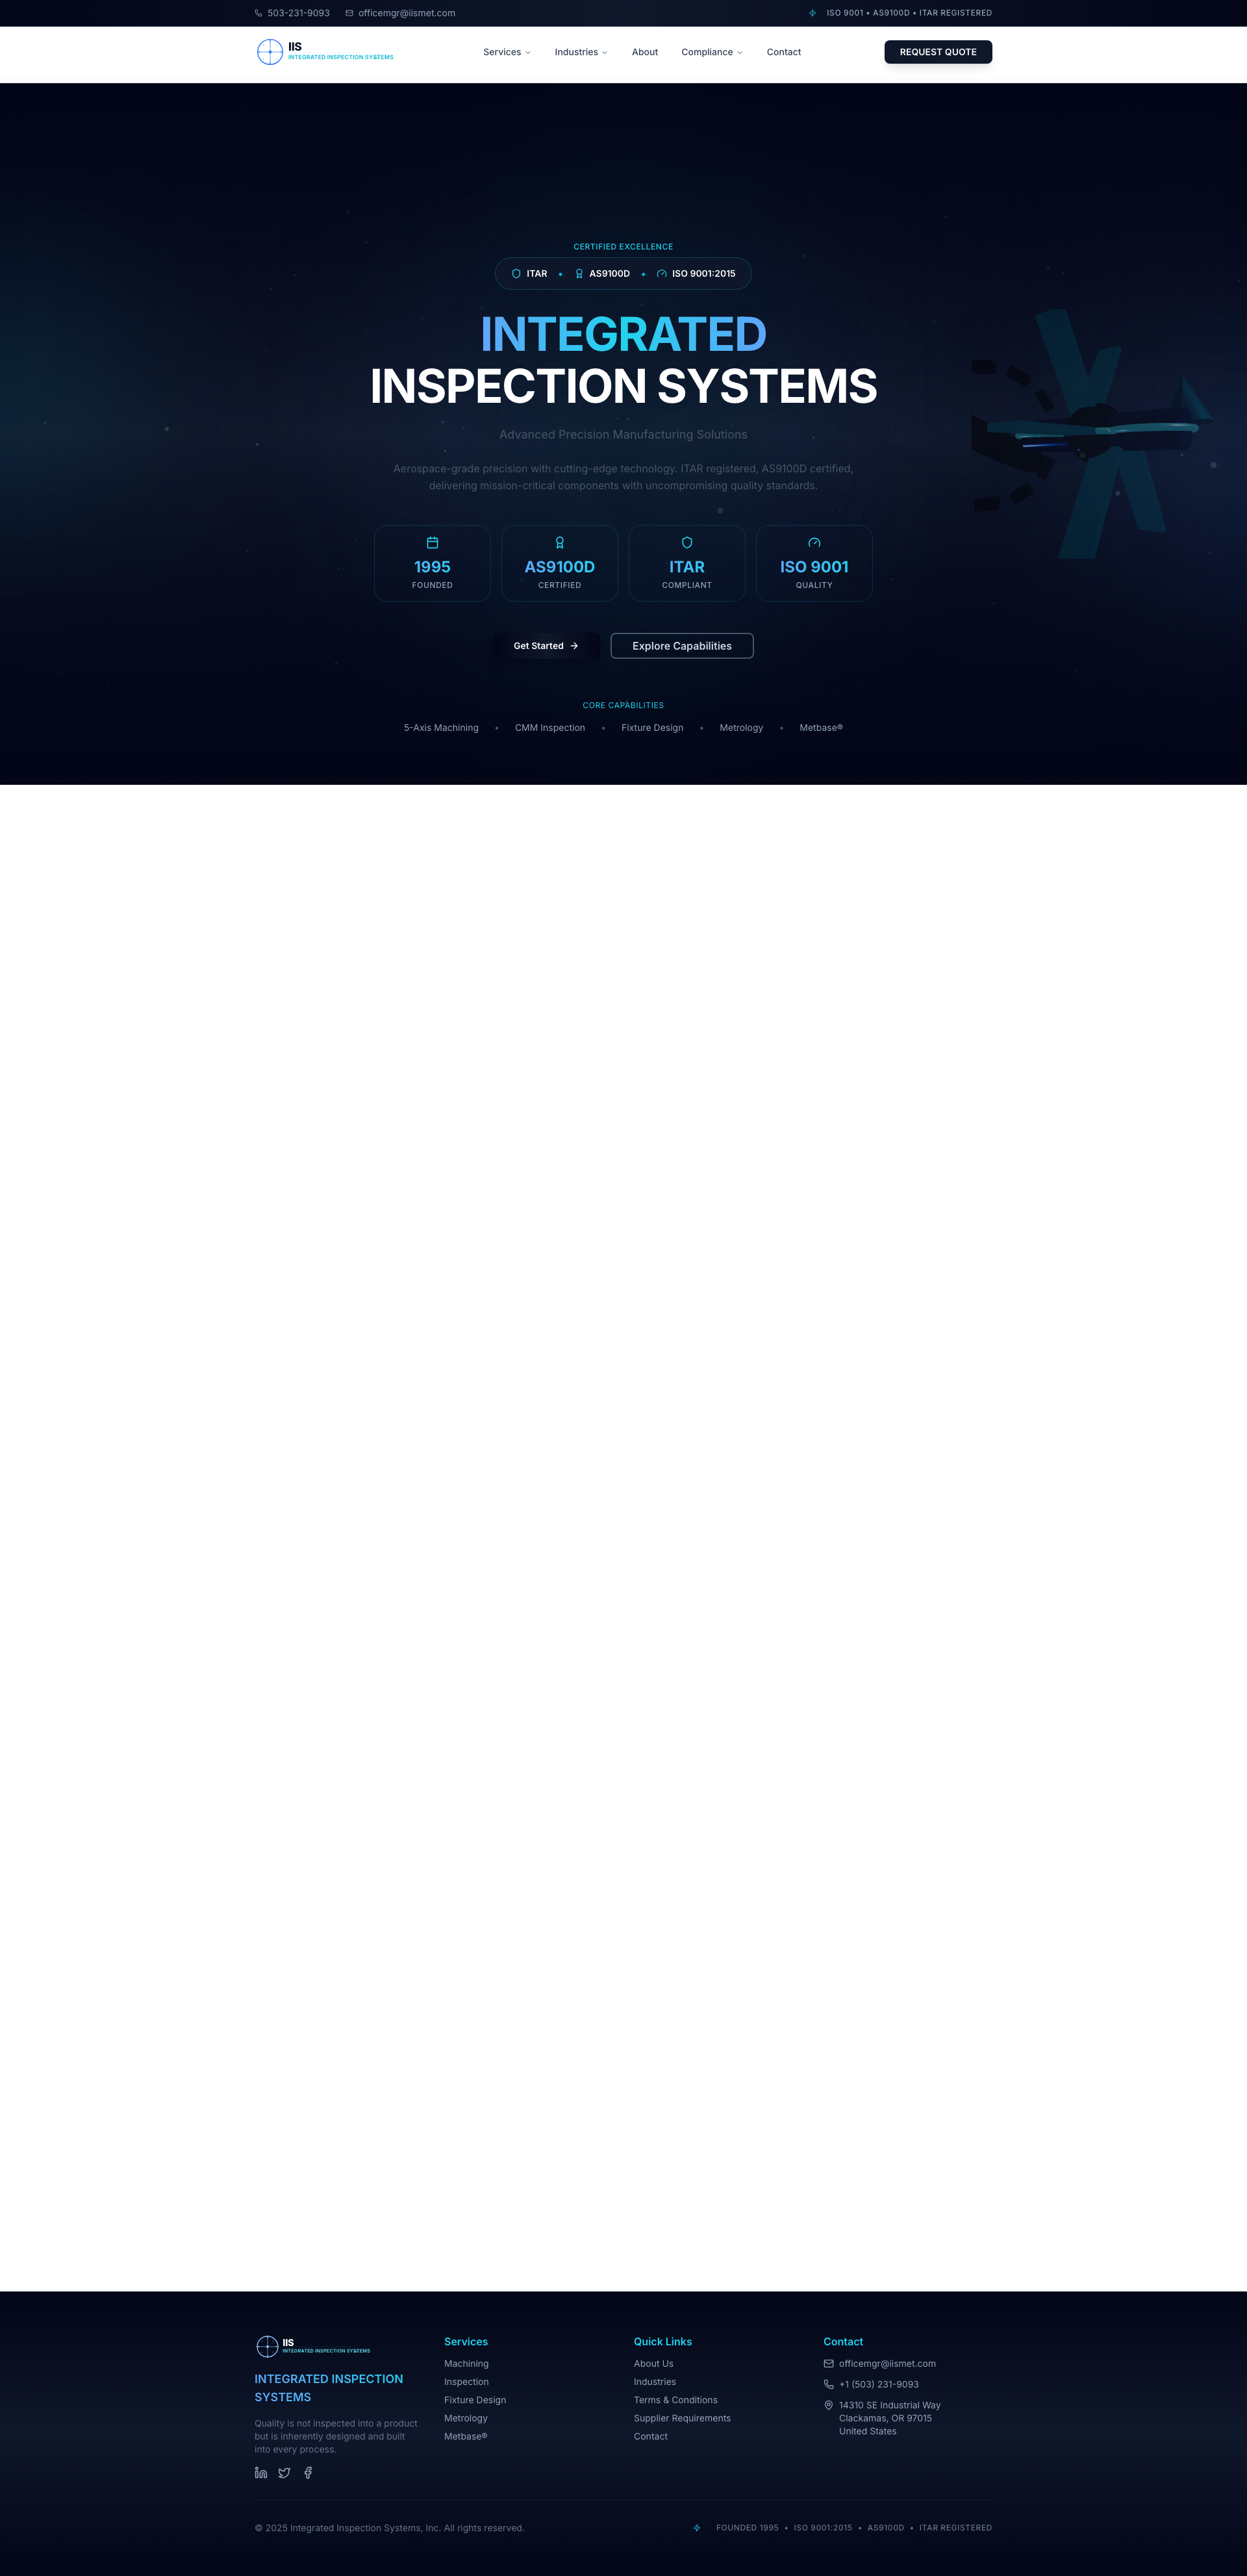 503-231-9093
officemgr@iismet.com
ISO 9001 • AS9100D • ITAR REGISTERED
IIS
INTEGRATED INSPECTION SYSTEMS
Services
Industries
About
Compliance
Contact
REQUEST QUOTE
CERTIFIED EXCELLENCE
ITAR • AS9100D • ISO 9001:2015
INTEGRATED
INSPECTION SYSTEMS
Advanced Precision Manufacturing Solutions
Aerospace-grade precision with cutting-edge technology. ITAR registered, AS9100D certified,
delivering mission-critical components with uncompromising quality standards.
1995
FOUNDED
AS9100D
CERTIFIED
ITAR
COMPLIANT
ISO 9001
QUALITY
Get Started
Explore Capabilities
CORE CAPABILITIES
5-Axis Machining • CMM Inspection • Fixture Design • Metrology • Metbase®
IIS
INTEGRATED INSPECTION SYSTEMS
INTEGRATED INSPECTION
SYSTEMS
Quality is not inspected into a product
but is inherently designed and built
into every process.
Services
Machining
Inspection
Fixture Design
Metrology
Metbase®
Quick Links
About Us
Industries
Terms & Conditions
Supplier Requirements
Contact
Contact
officemgr@iismet.com
+1 (503) 231-9093
14310 SE Industrial Way
Clackamas, OR 97015
United States
© 2025 Integrated Inspection Systems, Inc. All rights reserved.
FOUNDED 1995 • ISO 9001:2015 • AS9100D • ITAR REGISTERED